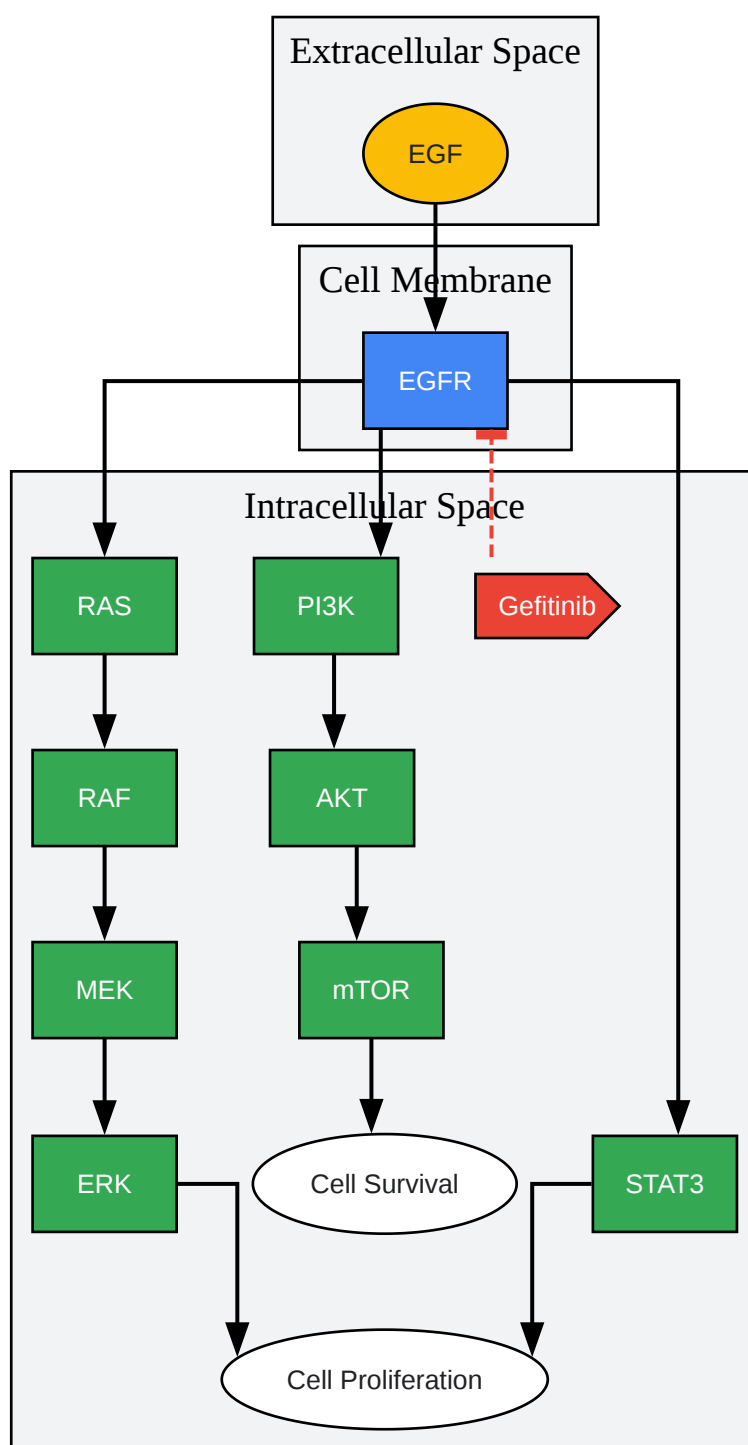 Extracellular Space
EGF
Cell Membrane
EGFR
Intracellular Space
RAS
PI3K
Gefitinib
RAF
AKT
MEK
mTOR
ERK
Cell Survival
STAT3
Cell Proliferation